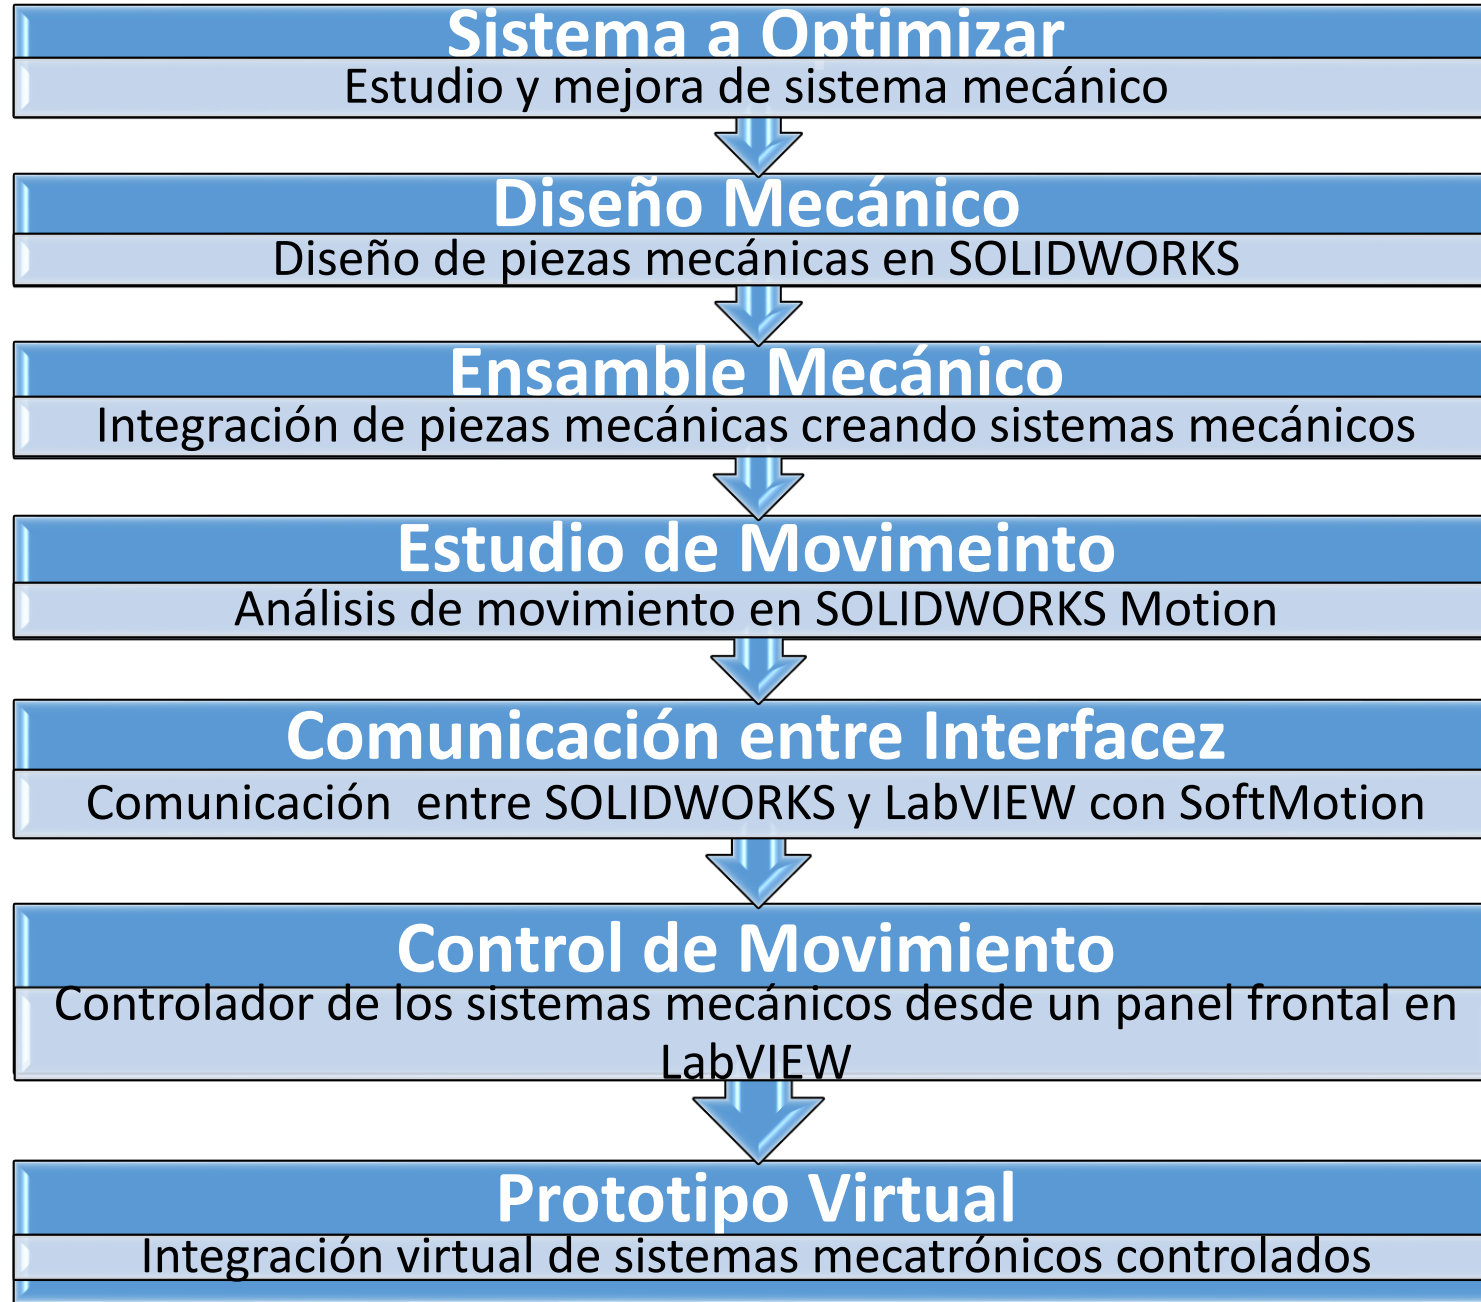 Sistema a Optimizar
Estudio y mejora de sistema mecánico
Diseño Mecánico
Diseño de piezas mecánicas en SOLIDWORKS
Ensamble Mecánico
Integración de piezas mecánicas creando sistemas mecánicos
Estudio de Movimeinto
Análisis de movimiento en SOLIDWORKS Motion
Comunicación entre Interfacez
Comunicación  entre SOLIDWORKS y LabVIEW con SoftMotion
Control de Movimiento
Controlador de los sistemas mecánicos desde un panel frontal en
LabVIEW
Prototipo Virtual
Integración virtual de sistemas mecatrónicos controlados